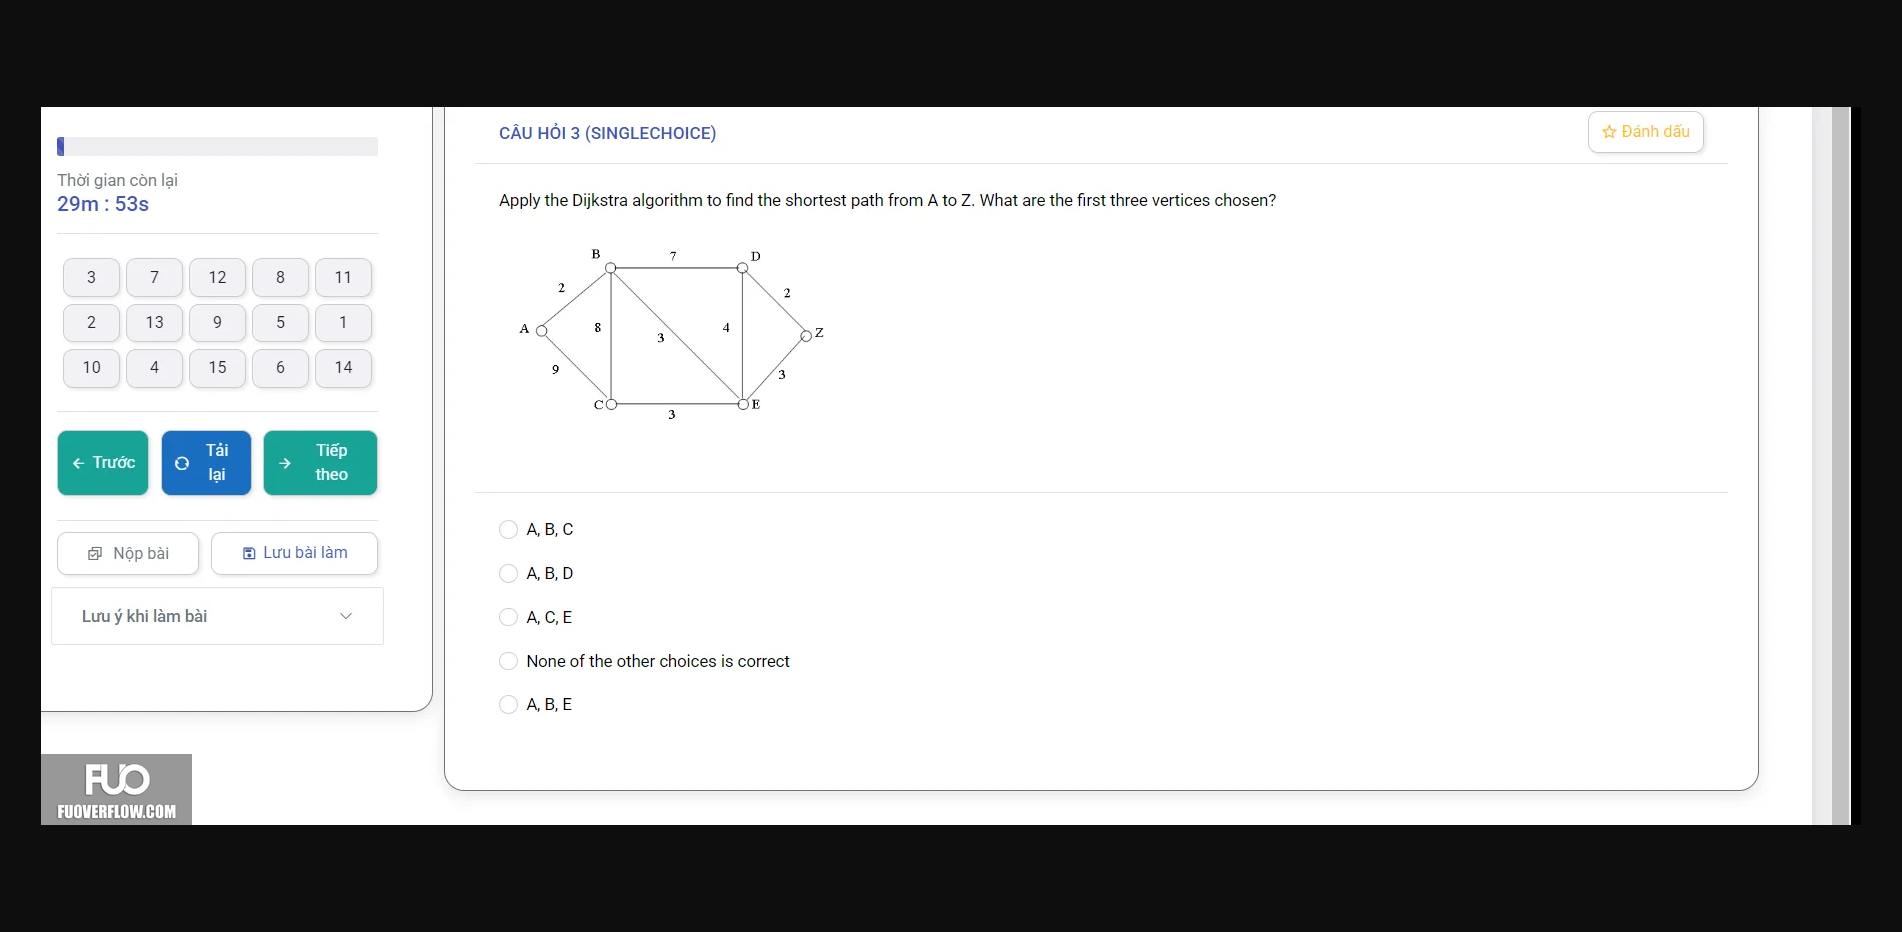 Thời gian còn lại
29m : 53s
3 7 12 8 11
2 13 9 5 1
10 4 15 6 14
Trước
Tải lại
Tiếp theo
Nộp bài
Lưu bài làm
Lưu ý khi làm bài
FUO
FUOVERFLOW.COM
CÂU HỎI 3 (SINGLECHOICE)
Đánh dấu
Apply the Dijkstra algorithm to find the shortest path from A to Z. What are the first three vertices chosen?
B 7 D
2 2
A 8 3 4 Z
9 3
C 3 E
A, B, C
A, B, D
A, C, E
None of the other choices is correct
A, B, E